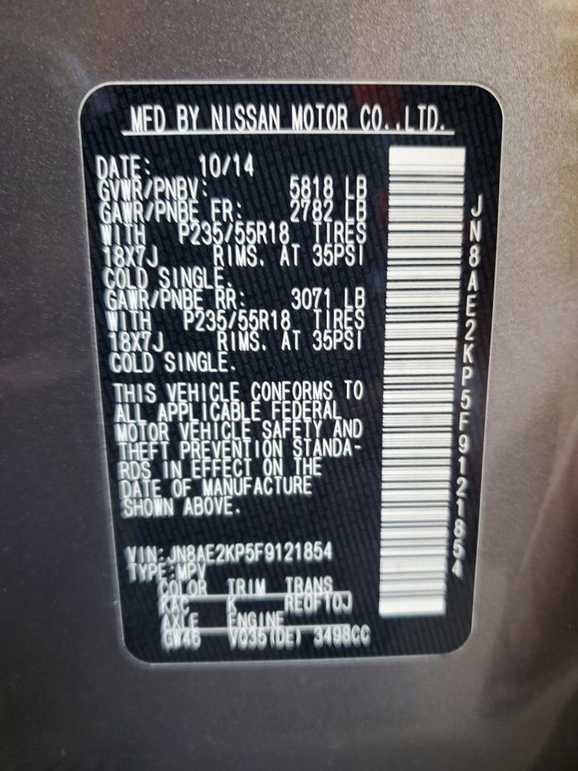 MFD BY NISSAN MOTOR CO.,LTD.
DATE: 10/14
GVWR/PNBV: 5818 LB
GAWR/PNBE FR: 2782 LB
WITH P235/55R18 TIRES
18X7J RIMS. AT 35PSI
COLD SINGLE.
GAWR/PNBE RR: 3071 LB
WITH P235/55R18 TIRES
18X7J RIMS. AT 35PSI
COLD SINGLE.
THIS VEHICLE CONFORMS TO
ALL APPLICABLE FEDERAL
MOTOR VEHICLE SAFETY AND
THEFT PREVENTION STANDA-
RDS IN EFFECT ON THE
DATE OF MANUFACTURE
SHOWN ABOVE.
VIN:JN8AE2KP5F9121854
TYPE:MPV
COLOR TRIM TRANS
KAC K RE0F10J
AXLE ENGINE
GW46 VQ35(DE) 3498CC
JN8AE2KP5F9121854